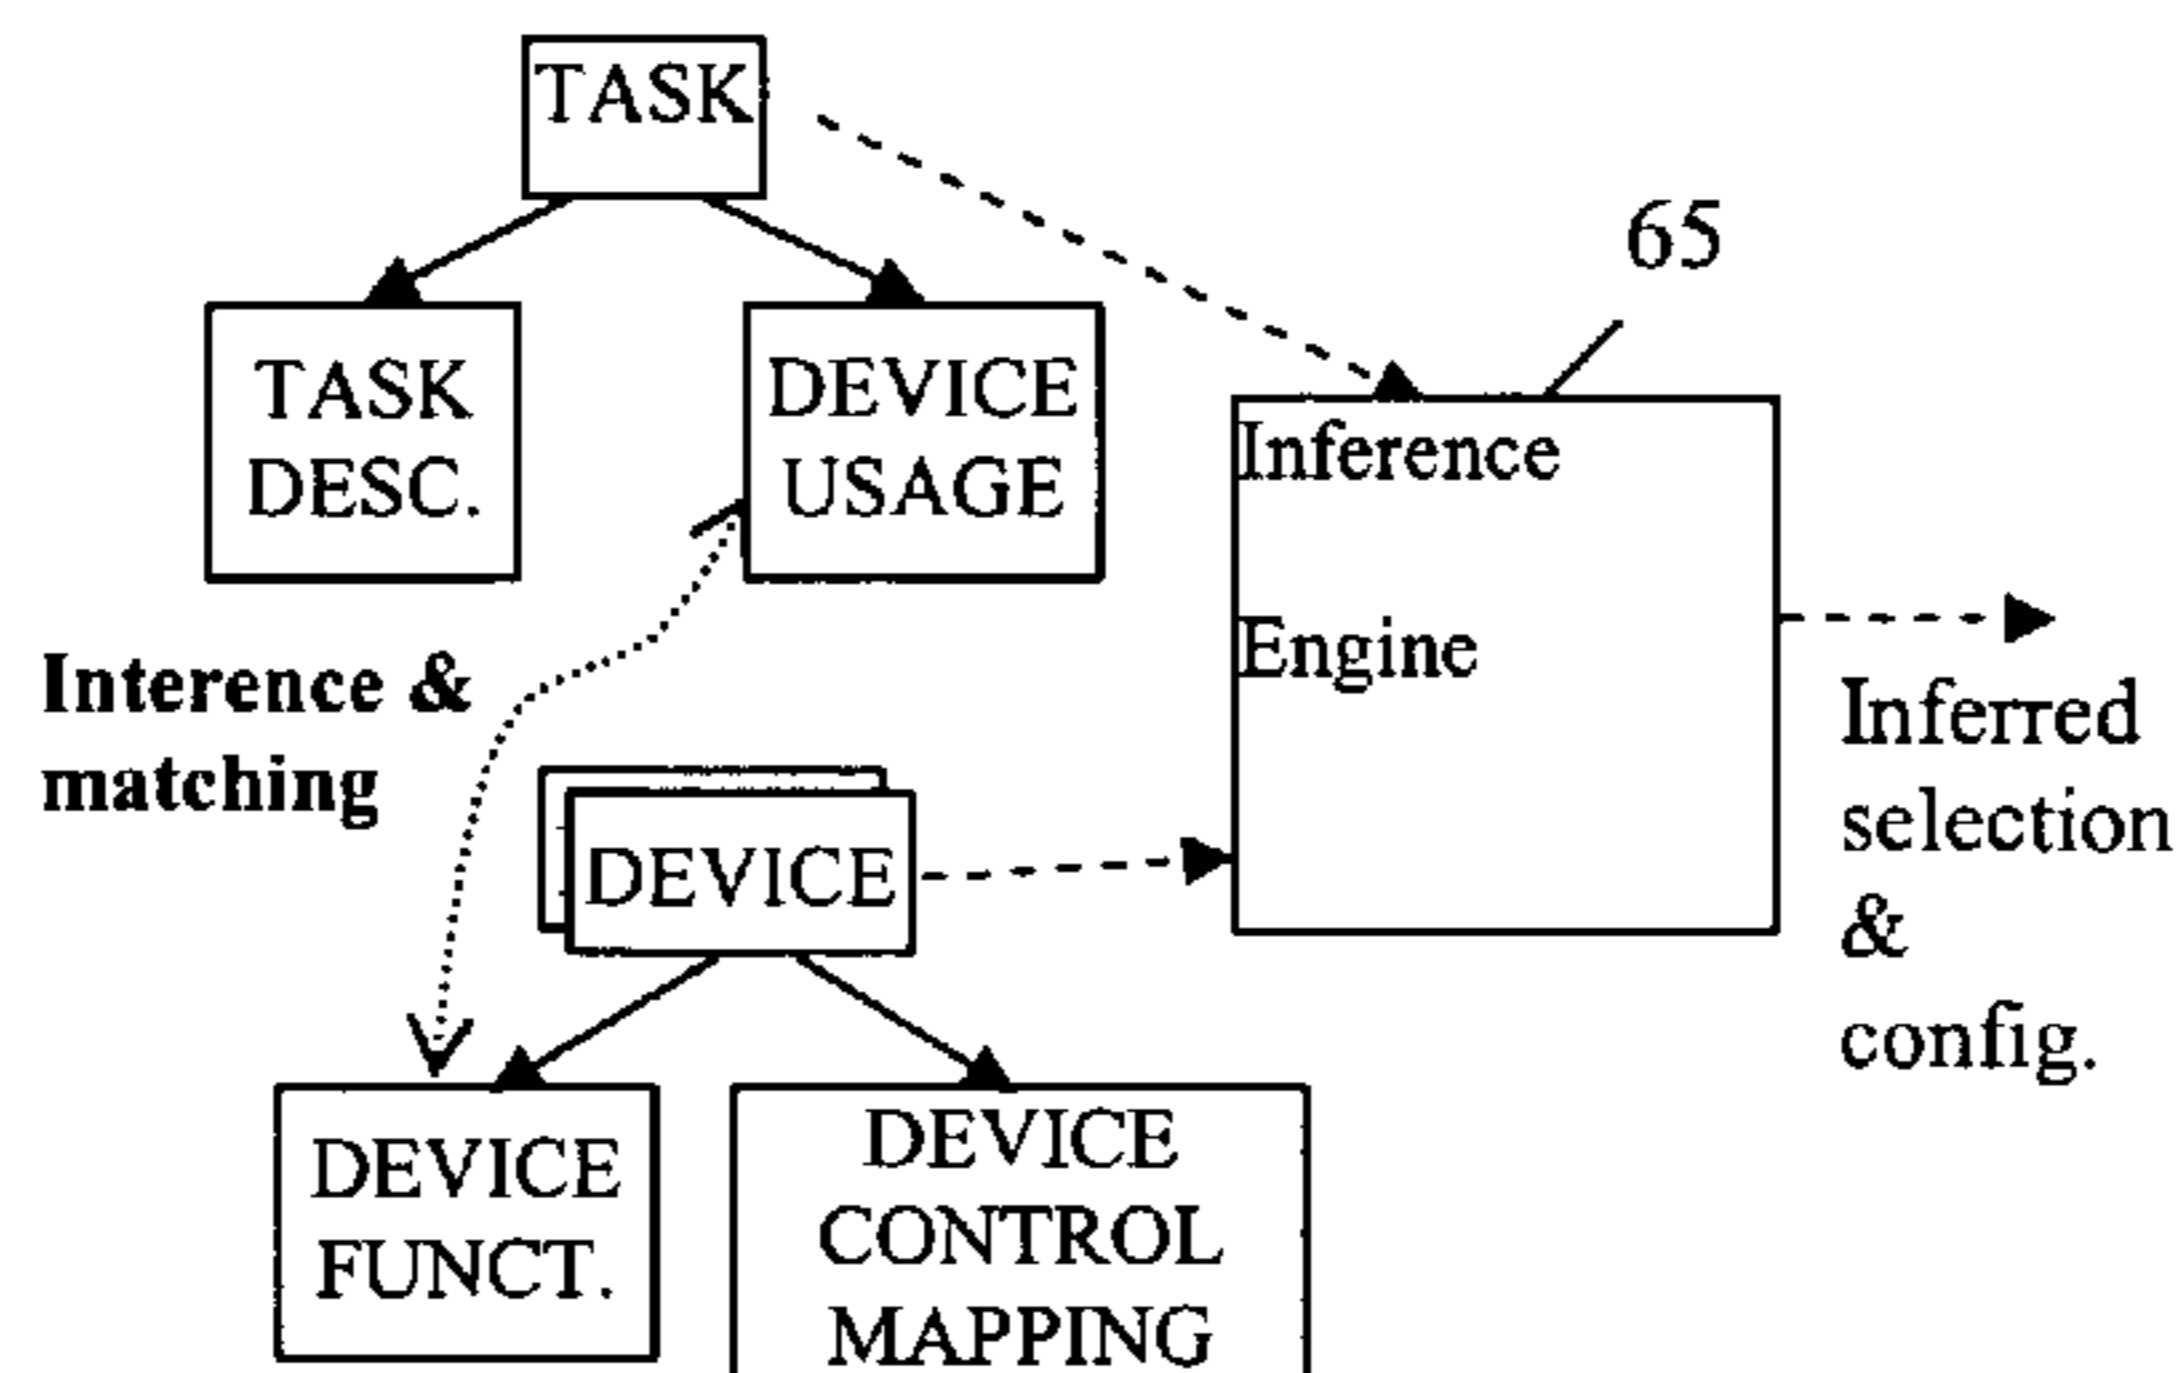 TASK
65
TASK
DESC.
DEVICE
USAGE
Inference
Engine
Interence &
matching
DEVICE
Inferred
selection
&
config.
DEVICE
FUNCT.
DEVICE
CONTROL
MAPPING